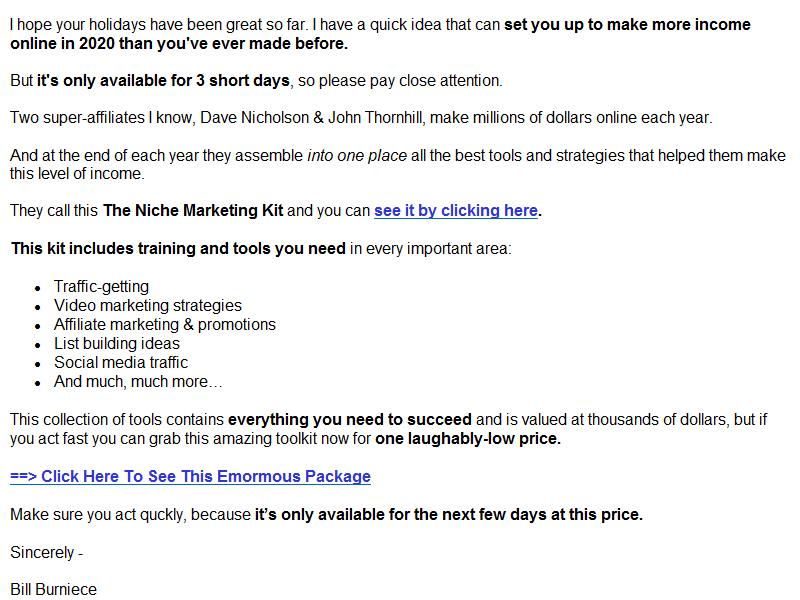 I hope your holidays have been great so far. I have a quick idea that can set you up to make more income
online in 2020 than you've ever made before.
But it's only available for 3 short days, so please pay close attention.
Two super-affiliates I know, Dave Nicholson & John Thornhill, make millions of dollars online each year.
And at the end of each year they assemble into one place all the best tools and strategies that helped them make
this level of income.
They call this The Niche Marketing Kit and you can see it by clicking here.
This kit includes training and tools you need in every important area:
• Traffic-getting
• Video marketing strategies
• Affiliate marketing & promotions
• List building ideas
• Social media traffic
• And much, much more…
This collection of tools contains everything you need to succeed and is valued at thousands of dollars, but if
you act fast you can grab this amazing toolkit now for one laughably-low price.
==> Click Here To See This Emormous Package
Make sure you act quckly, because it’s only available for the next few days at this price.
Sincerely -
Bill Burniece